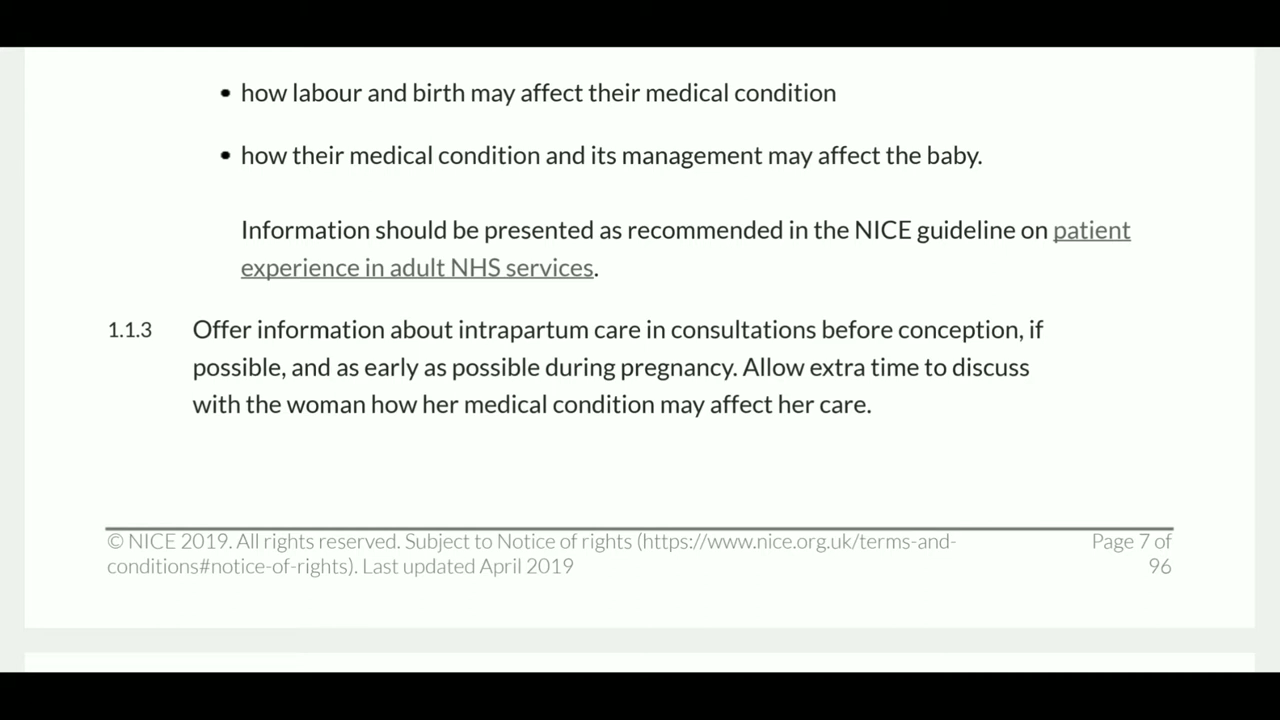 • how labour and birth may affect their medical condition
• how their medical condition and its management may affect the baby.
Information should be presented as recommended in the NICE guideline on patient
experience in adult NHS services.
1.1.3 Offer information about intrapartum care in consultations before conception, if
possible, and as early as possible during pregnancy. Allow extra time to discuss
with the woman how her medical condition may affect her care.
© NICE 2019. All rights reserved. Subject to Notice of rights (https://www.nice.org.uk/terms-and-
conditions#notice-of-rights). Last updated April 2019
Page 7 of
96